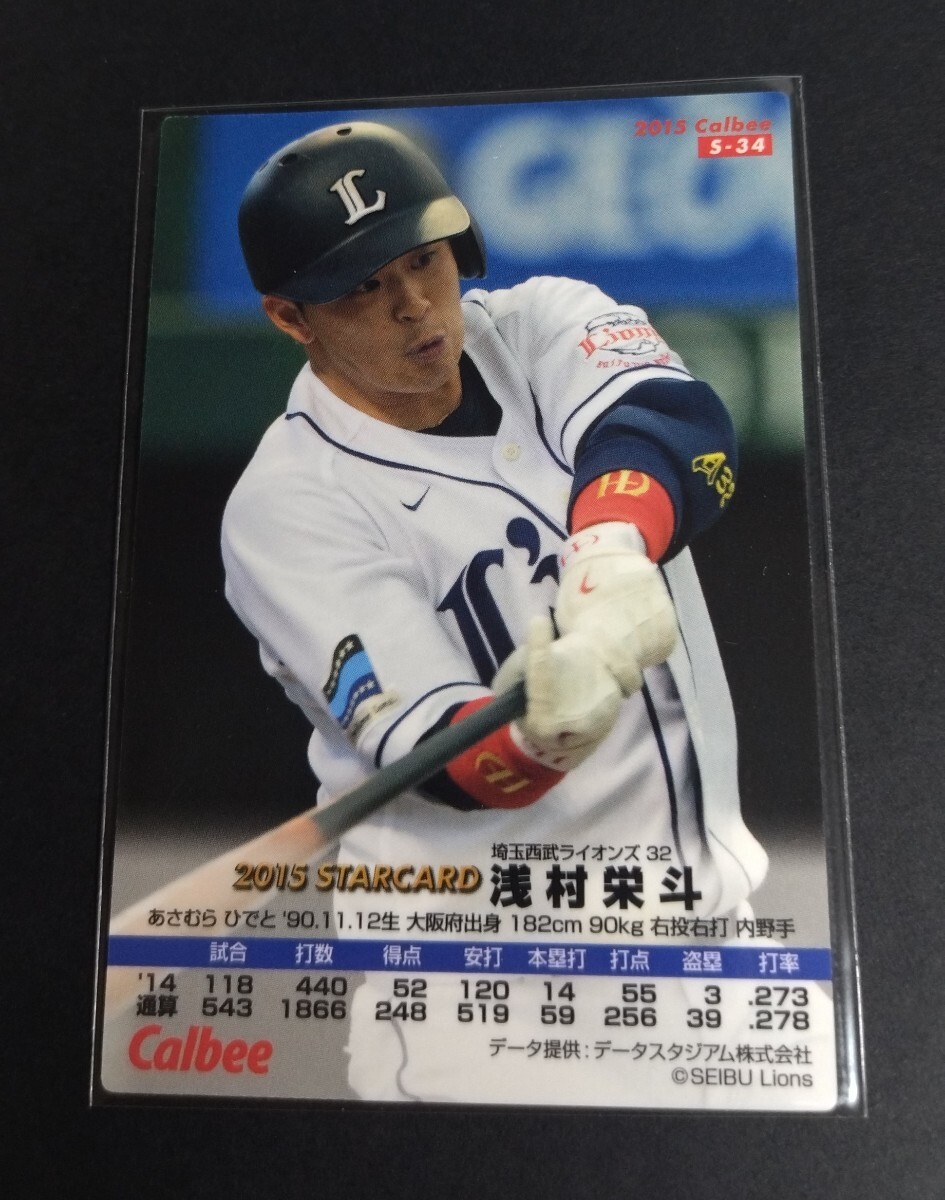 2015 Calbee
S-34
L
Lions
A32
HD
L's
HD
埼玉西武ライオンズ 32
2015 STARCARD 浅村栄斗
あさむら ひでと '90.11.12生 大阪府出身 182cm 90kg 右投右打 内野手
試合 打数 得点 安打 本塁打 打点 盗塁 打率
'14 118 440 52 120 14 55 3 .273
通算 543 1866 248 519 59 256 39 .278
Calbee
データ提供:データスタジアム株式会社
©SEIBU Lions